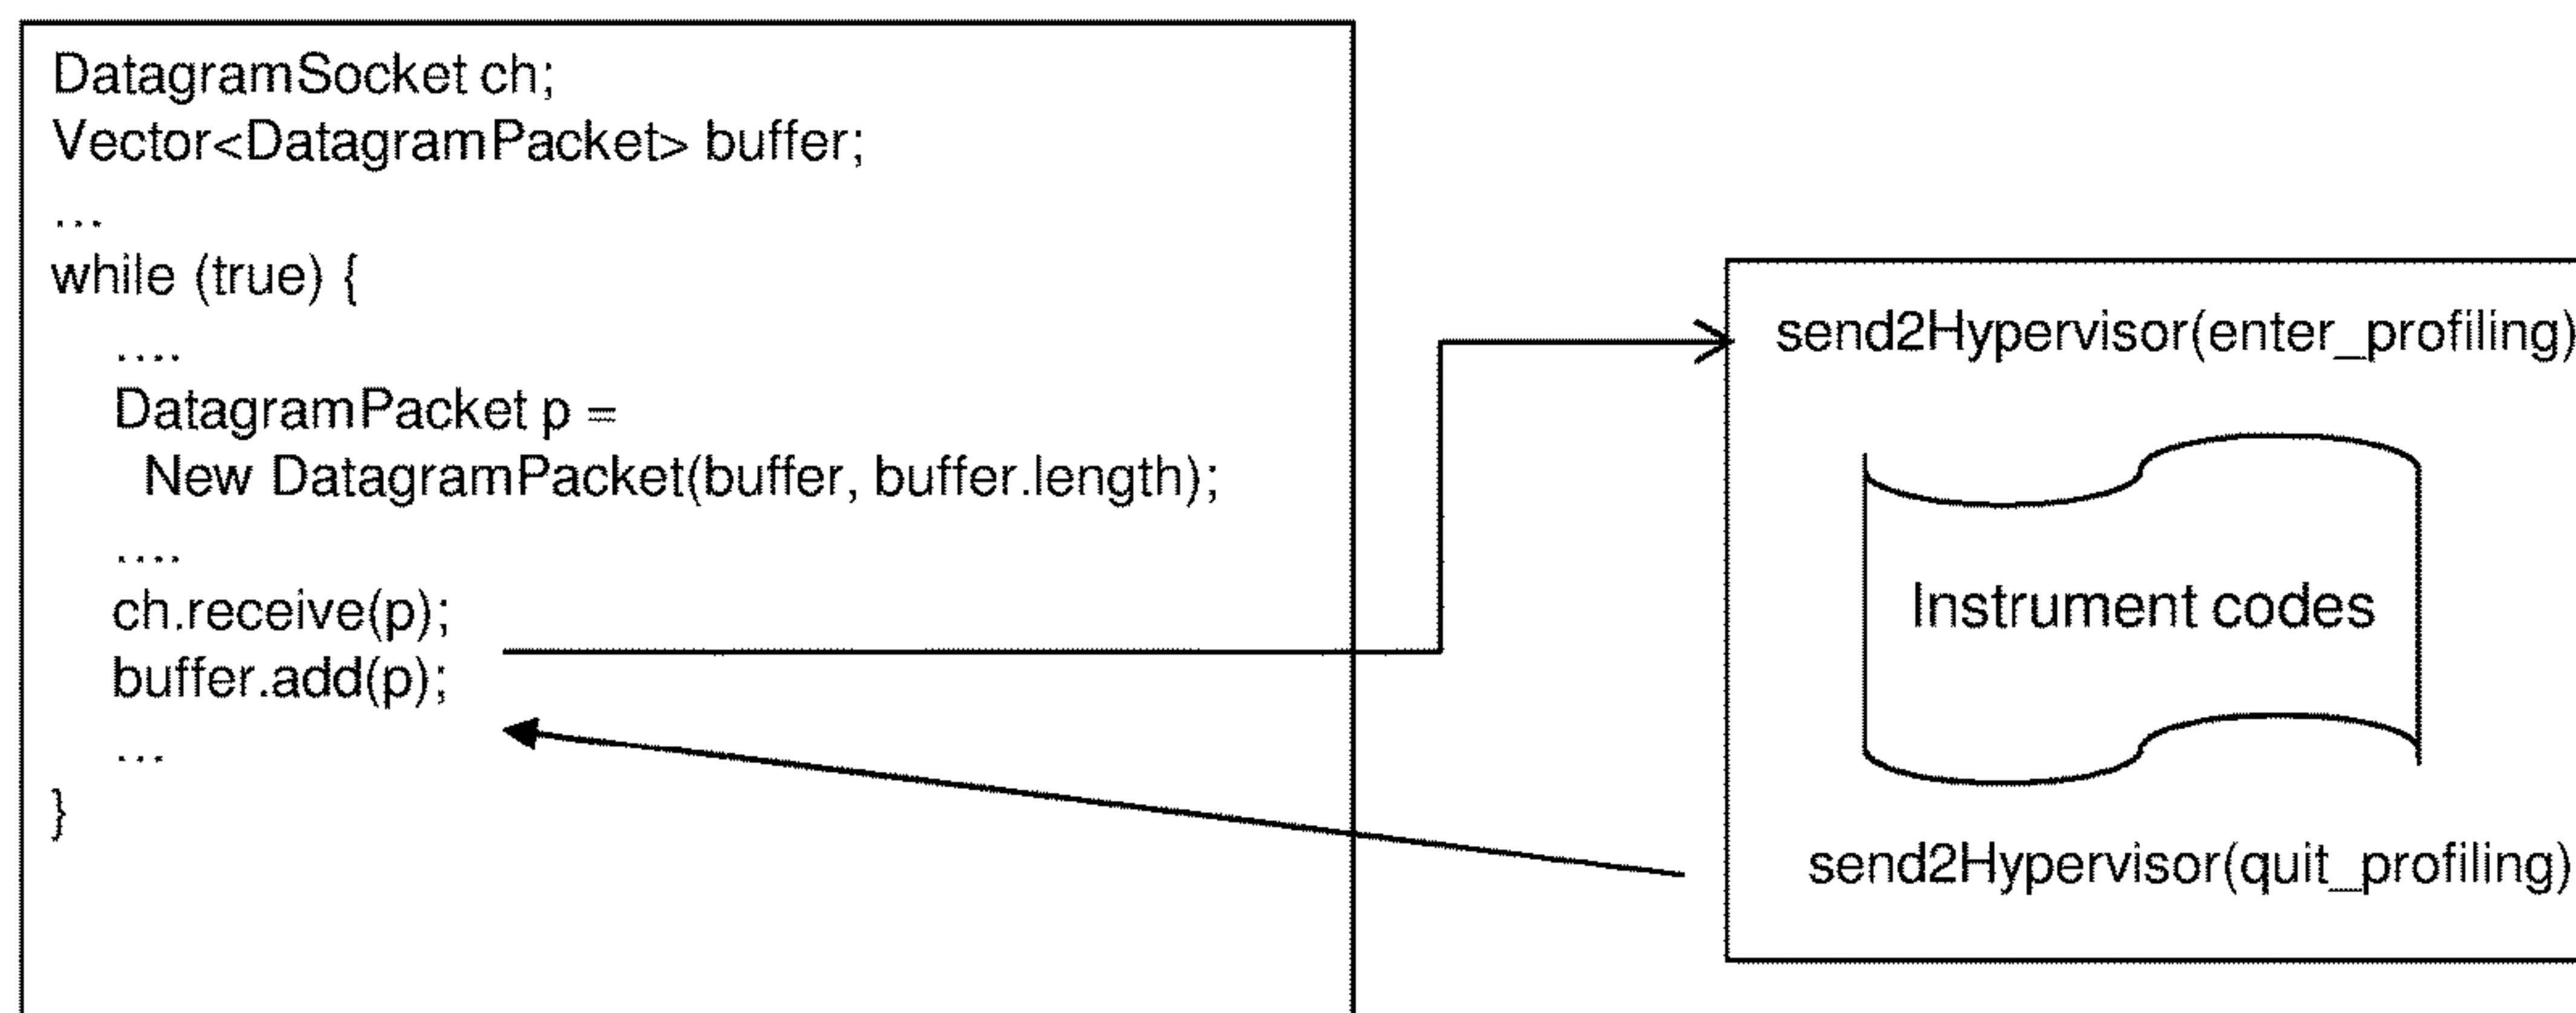 DatagramSocket ch;
Vector<DatagramPacket> buffer;
...
while (true) {
....
DatagramPacket p =
New DatagramPacket(buffer, buffer.length);
....
ch.receive(p);
buffer.add(p);
...
}
send2Hypervisor(enter_profiling)
Instrument codes
send2Hypervisor(quit_profiling)